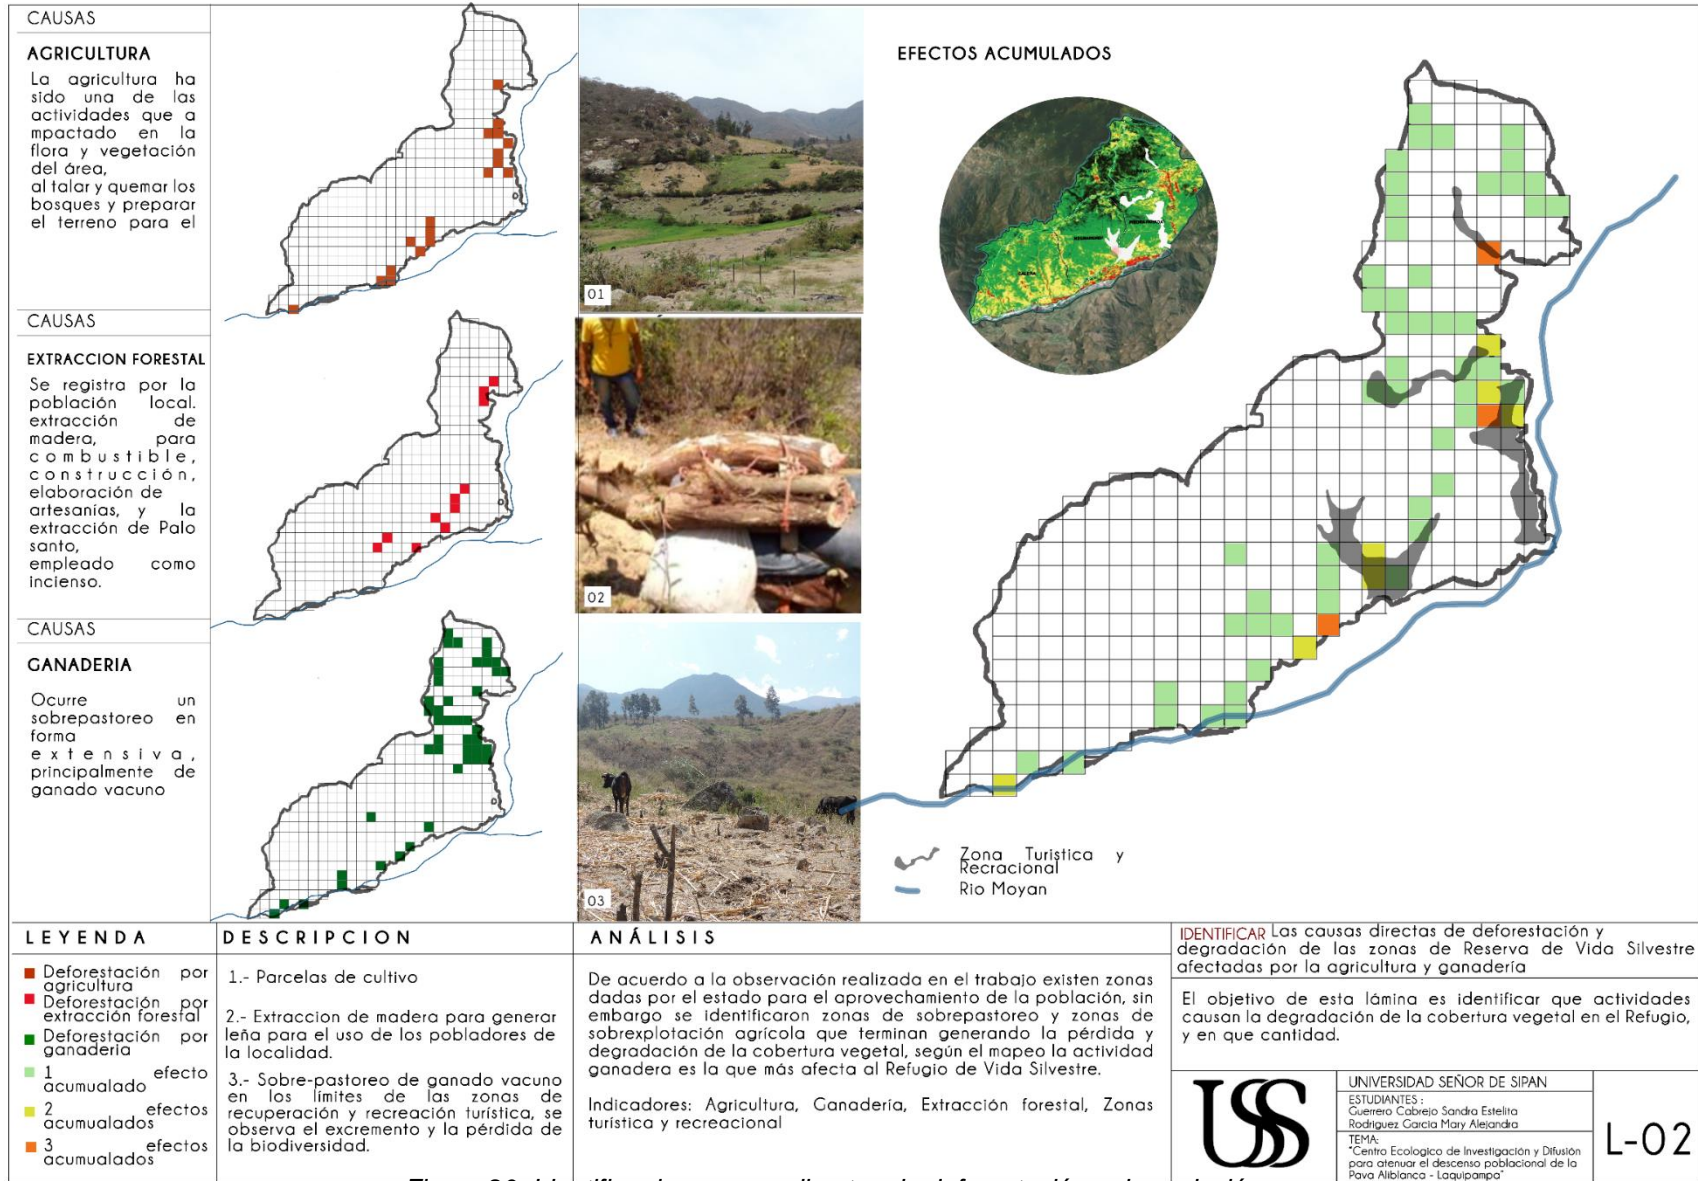 CAUSAS
AGRICULTURA
La agricultura ha
sido una de las
actividades que a
mpactado en la
flora y vegetación
del área,
al talar y quemar los
bosques y preparar
el terreno para el
01
CAUSAS
EXTRACCION FORESTAL
Se registra por la
población local.
extracción de
madera, para
combustible,
construcción,
elaboración de
artesanías, y la
extracción de Palo
santo,
empleado como
incienso.
02
CAUSAS
GANADERIA
Ocurre un
sobrepastoreo en
forma
extensiva,
principalmente de
ganado vacuno
03
EFECTOS ACUMULADOS
Zona Turistica y
Recracional
Rio Moyan
LEYENDA
Deforestación por
agricultura
Deforestación por
extracción forestal
Deforestación por
ganaderia
1 efecto
acumualado
2 efectos
acumulados
3 efectos
acumulados
DESCRIPCION
1.- Parcelas de cultivo
2.- Extraccion de madera para generar
leña para el uso de los pobladores de
la localidad.
3.- Sobre-pastoreo de ganado vacuno
en los límites de las zonas de
recuperación y recreación turística, se
observa el excremento y la pérdida de
la biodiversidad.
ANÁLISIS
De acuerdo a la observación realizada en el trabajo existen zonas
dadas por el estado para el aprovechamiento de la población, sin
embargo se identificaron zonas de sobrepastoreo y zonas de
sobrexplotación agrícola que terminan generando la pérdida y
degradación de la cobertura vegetal, según el mapeo la actividad
ganadera es la que más afecta al Refugio de Vida Silvestre.
Indicadores: Agricultura, Ganadería, Extracción forestal, Zonas
turística y recreacional
IDENTIFICAR Las causas directas de deforestación y
degradación de las zonas de Reserva de Vida Silvestre
afectadas por la agricultura y ganadería
El objetivo de esta lámina es identificar que actividades
causan la degradación de la cobertura vegetal en el Refugio,
y en que cantidad.
USS
UNIVERSIDAD SEÑOR DE SIPAN
ESTUDIANTES :
Guerrero Cabrejo Sandra Estelita
Rodriguez Garcia Mary Alejandra
TEMA:
"Centro Ecologico de Investigación y Difusión
para atenuar el descenso poblacional de la
Pava Aliblanca - Laquipampa"
L-02